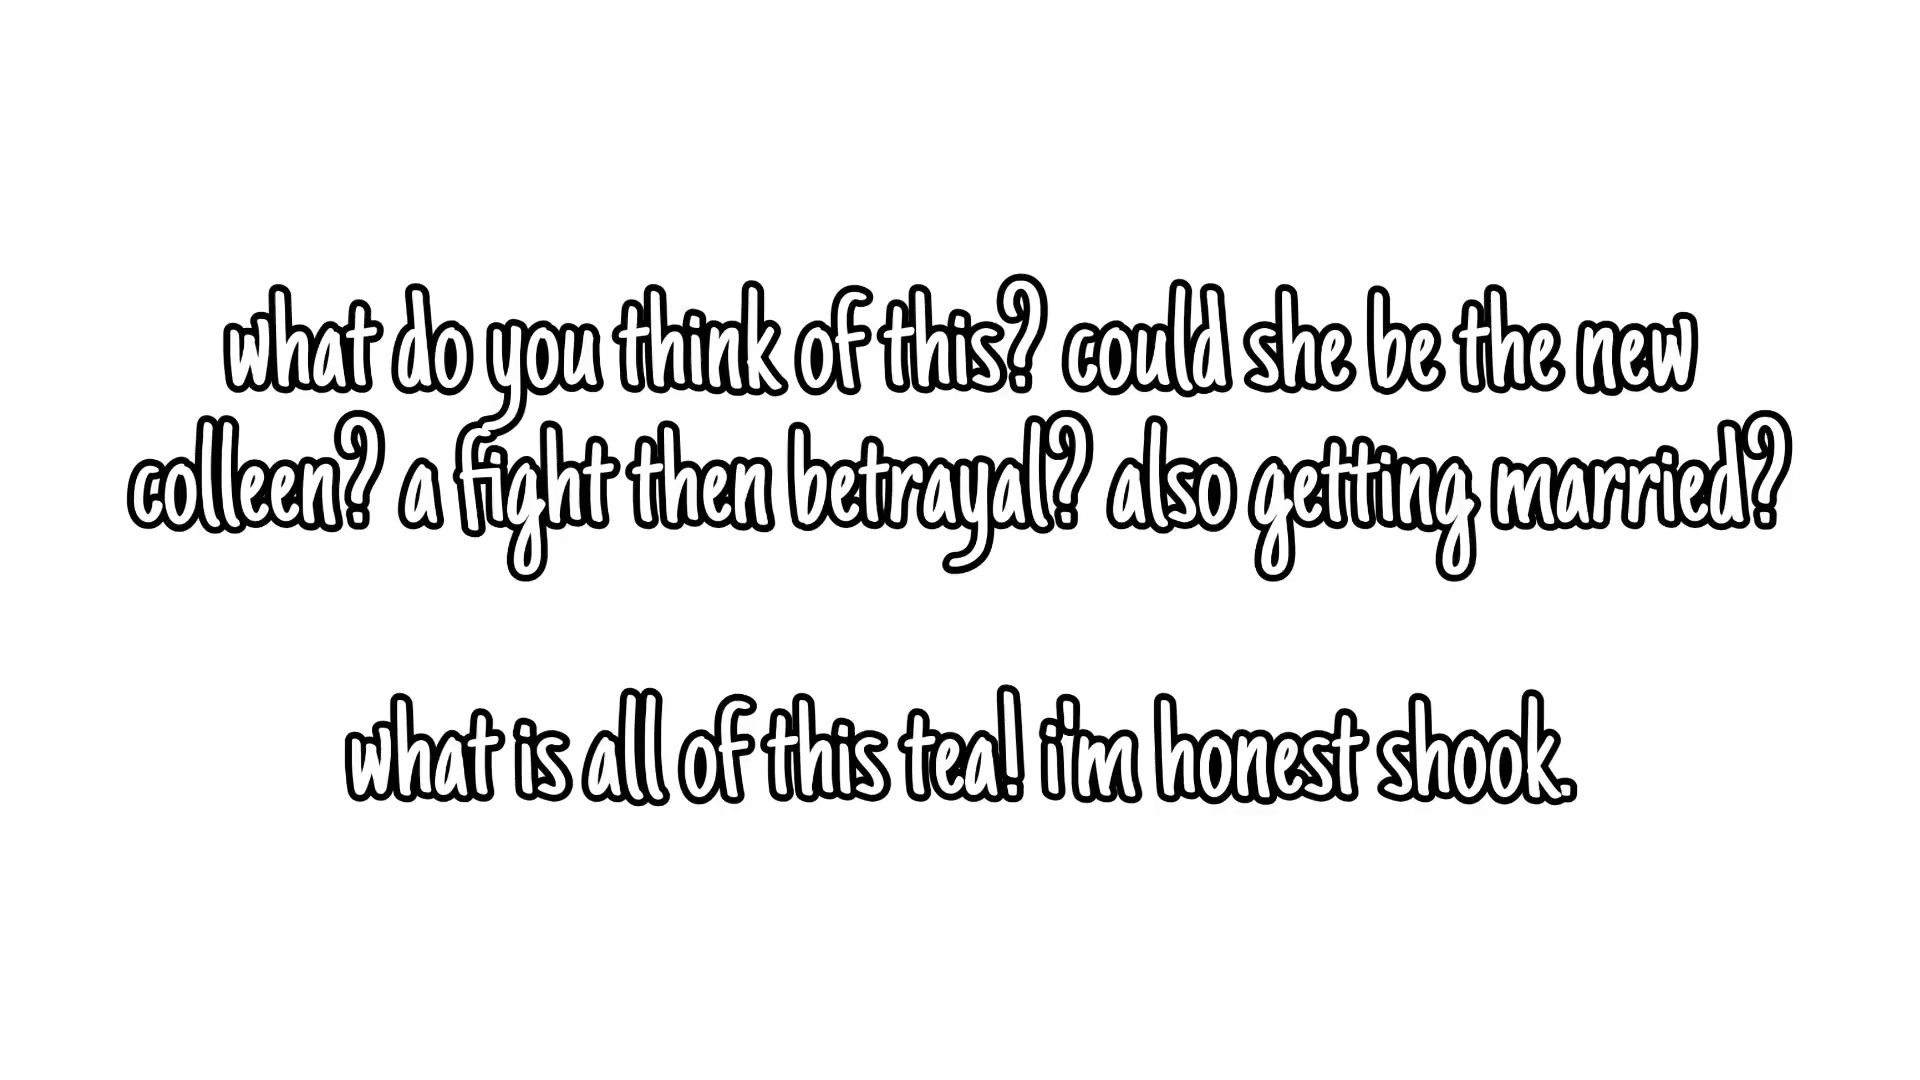 what do you think of this? could she be the new
colleen? a fight then betrayal? also getting married?
what is all of this tea! i'm honest shook.